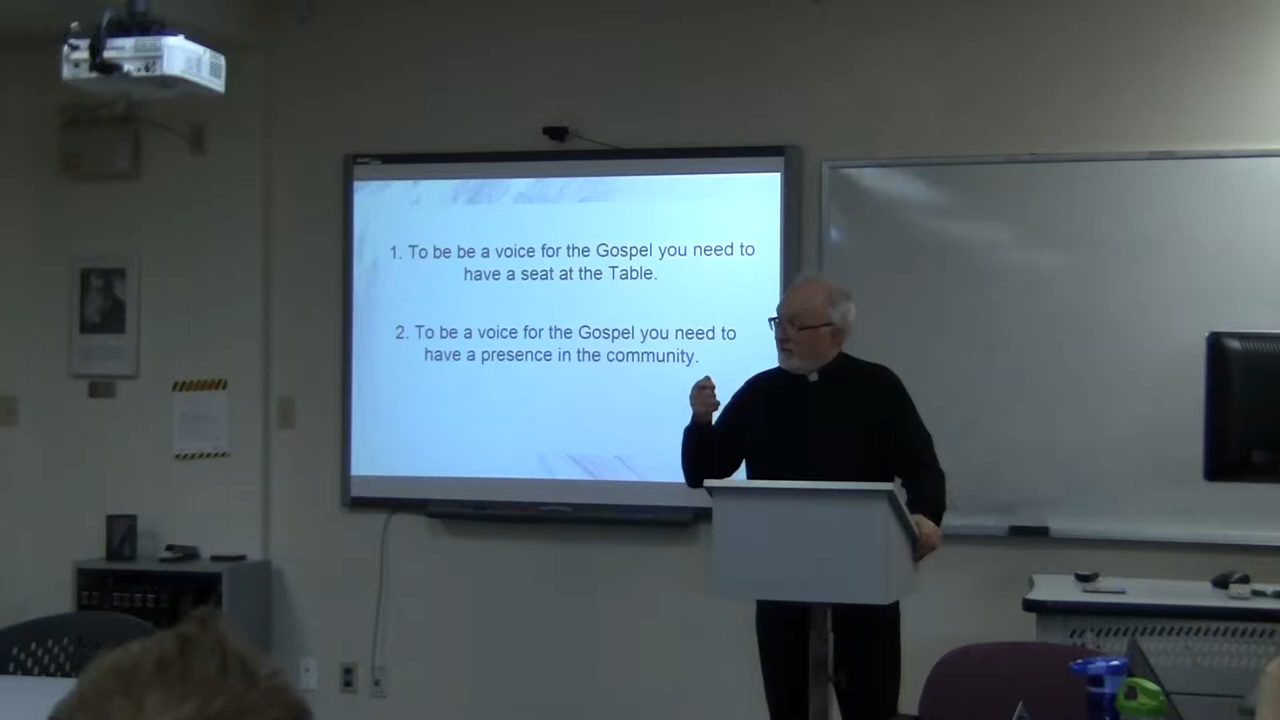 1. To be be a voice for the Gospel you need to
have a seat at the Table.
2. To be a voice for the Gospel you need to
have a presence in the community.